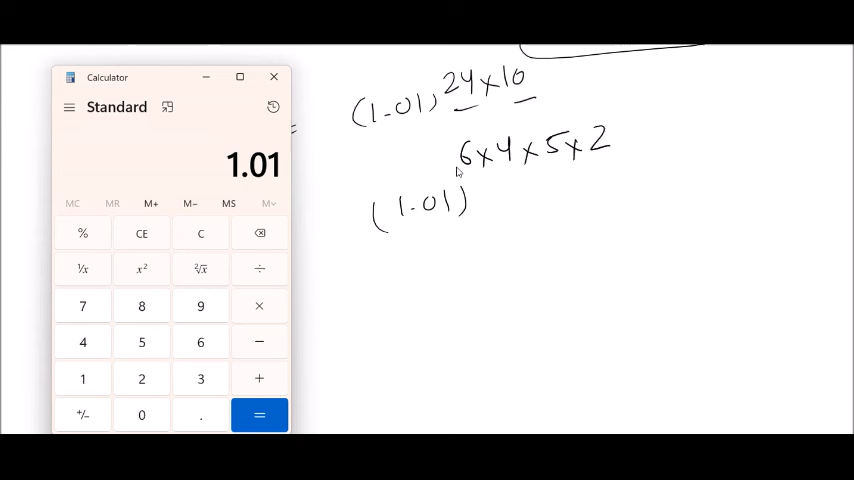 Calculator
Standard
1.01
MC MR M+ M− MS M˅
% CE C ⌫
¹/x x² ²√x ÷
7 8 9 ×
4 5 6 −
1 2 3 +
+/− 0 . =
=
(1.01)^24×10
(1.01)^6×4×5×2